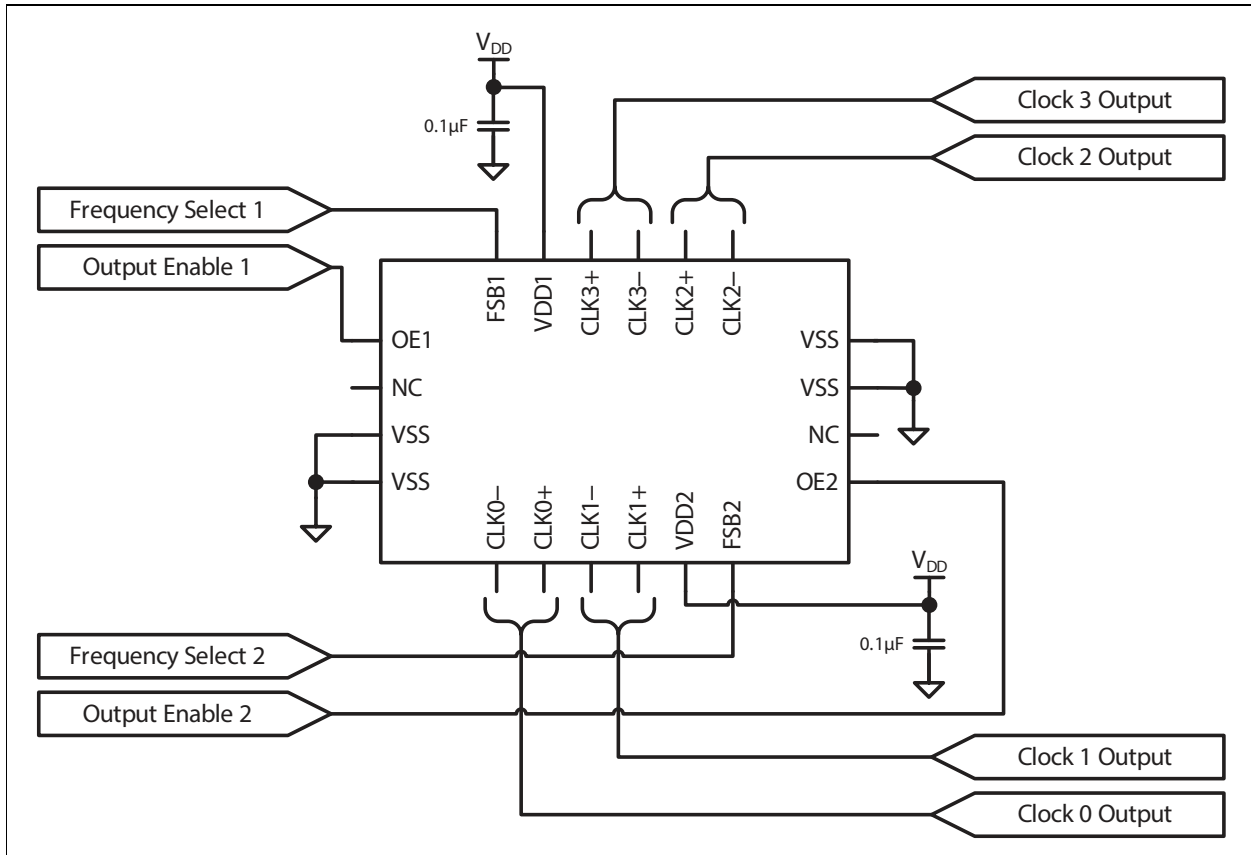 V_DD
0.1µF
Clock 3 Output
Clock 2 Output
Frequency Select 1
Output Enable 1
FSB1
VDD1
CLK3+
CLK3–
CLK2+
CLK2–
OE1
NC
VSS
VSS
VSS
VSS
NC
OE2
CLK0–
CLK0+
CLK1–
CLK1+
VDD2
FSB2
V_DD
0.1µF
Frequency Select 2
Output Enable 2
Clock 1 Output
Clock 0 Output